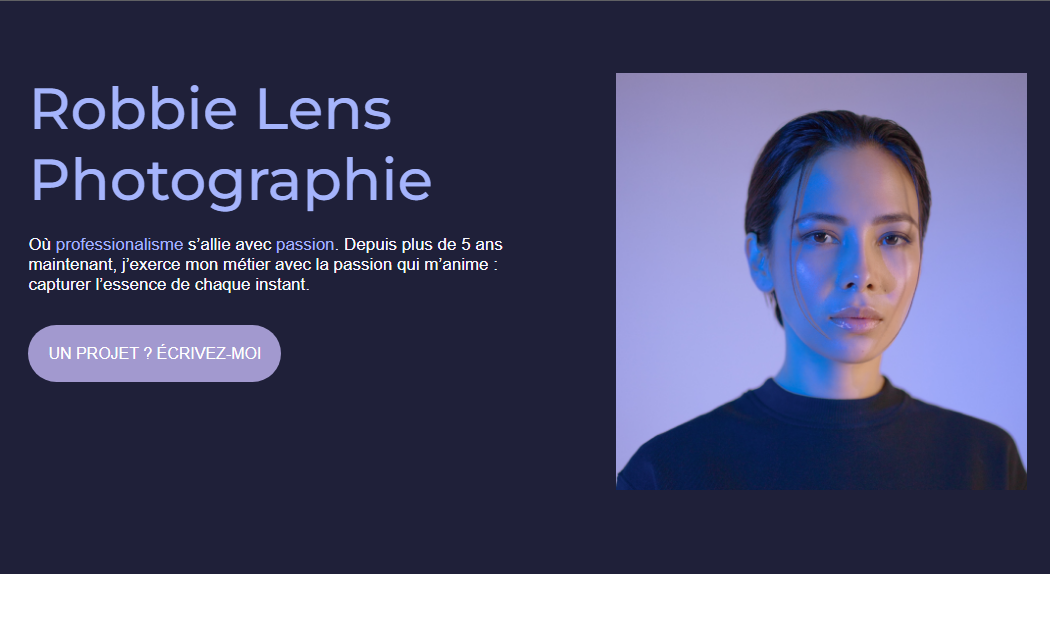 Robbie Lens
Photographie
Où professionalisme s’allie avec passion. Depuis plus de 5 ans
maintenant, j’exerce mon métier avec la passion qui m’anime :
capturer l’essence de chaque instant.
UN PROJET ? ÉCRIVEZ-MOI